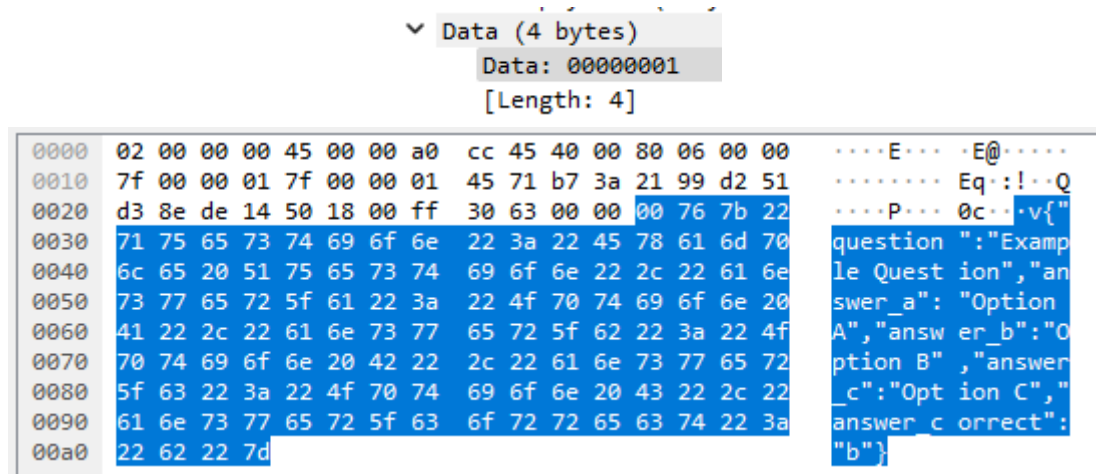 Data (4 bytes)
Data: 00000001
[Length: 4]
0000 02 00 00 00 45 00 00 a0 cc 45 40 00 80 06 00 00 ····E··· ·E@·····
0010 7f 00 00 01 7f 00 00 01 45 71 b7 3a 21 99 d2 51 ········ Eq·:!··Q
0020 d3 8e de 14 50 18 00 ff 30 63 00 00 00 76 7b 22 ····P··· 0c···v{"
0030 71 75 65 73 74 69 6f 6e 22 3a 22 45 78 61 6d 70 question ":"Examp
0040 6c 65 20 51 75 65 73 74 69 6f 6e 22 2c 22 61 6e le Quest ion","an
0050 73 77 65 72 5f 61 22 3a 22 4f 70 74 69 6f 6e 20 swer_a": "Option
0060 41 22 2c 22 61 6e 73 77 65 72 5f 62 22 3a 22 4f A","answ er_b":"O
0070 70 74 69 6f 6e 20 42 22 2c 22 61 6e 73 77 65 72 ption B" ,"answer
0080 5f 63 22 3a 22 4f 70 74 69 6f 6e 20 43 22 2c 22 _c":"Opt ion C","
0090 61 6e 73 77 65 72 5f 63 6f 72 72 65 63 74 22 3a answer_c orrect":
00a0 22 62 22 7d "b"}